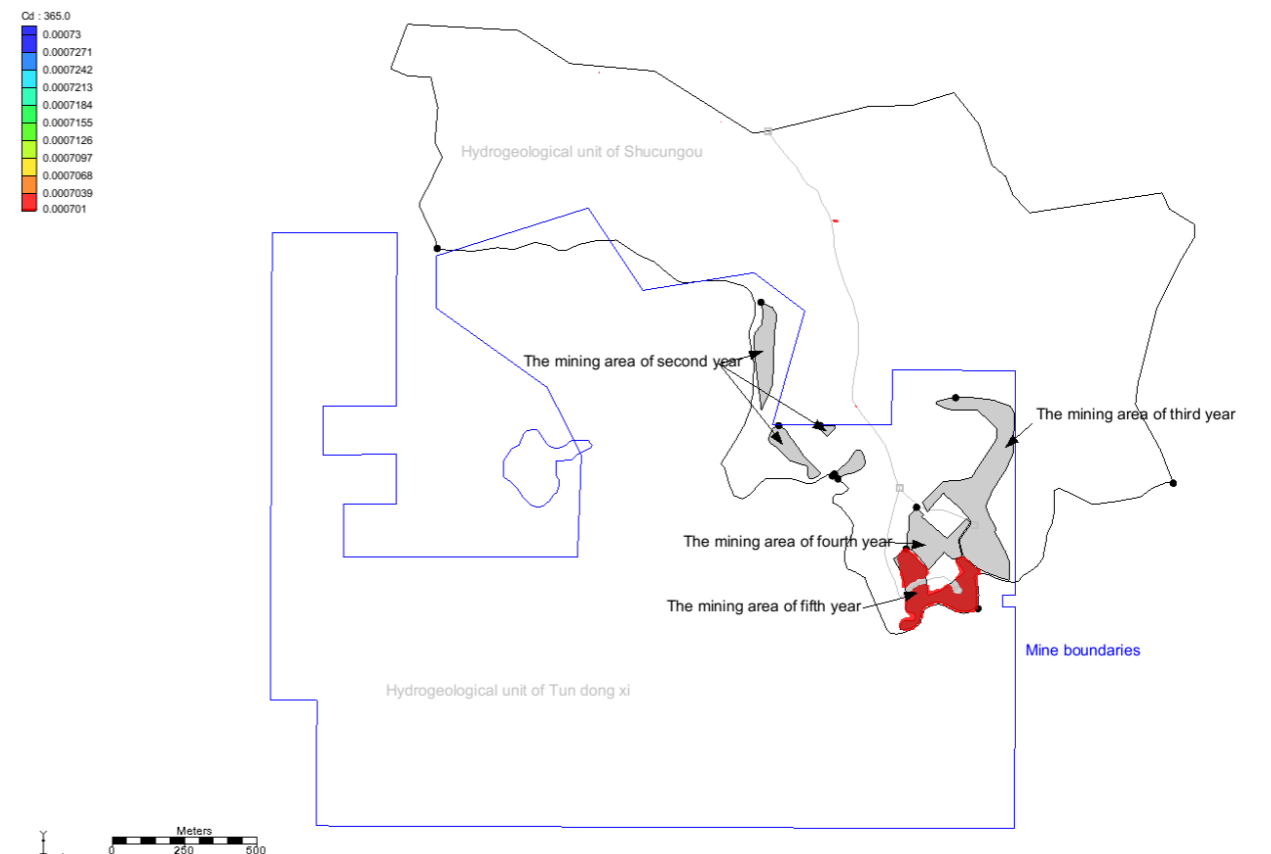 Cd : 365.0
0.00073
0.0007271
0.0007242
0.0007213
0.0007184
0.0007155
0.0007126
0.0007097
0.0007068
0.0007039
0.000701
Hydrogeological unit of Shucungou
The mining area of second year
The mining area of third year
The mining area of fourth year
The mining area of fifth year
Mine boundaries
Hydrogeological unit of Tun dong xi
Y
Meters
0 250 500